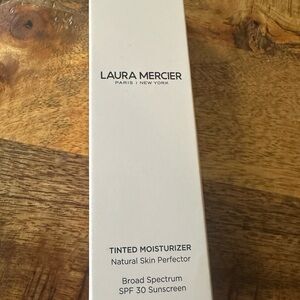 LAURA MERCIER
PARIS / NEW YORK
TINTED MOISTURIZER
Natural Skin Perfector
Broad Spectrum
SPF 30 Sunscreen